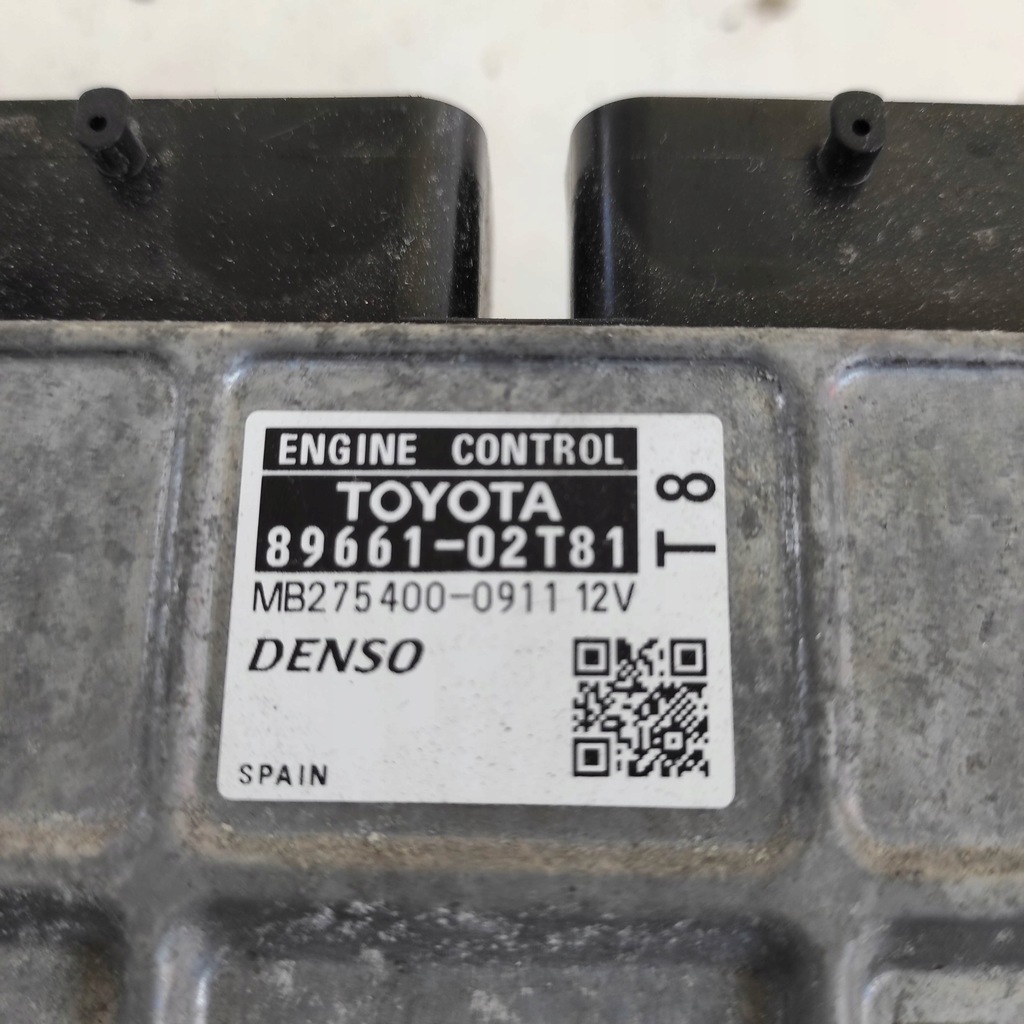 ENGINE CONTROL
TOYOTA
89661-02T81
T8
MB275400-0911 12V
DENSO
SPAIN